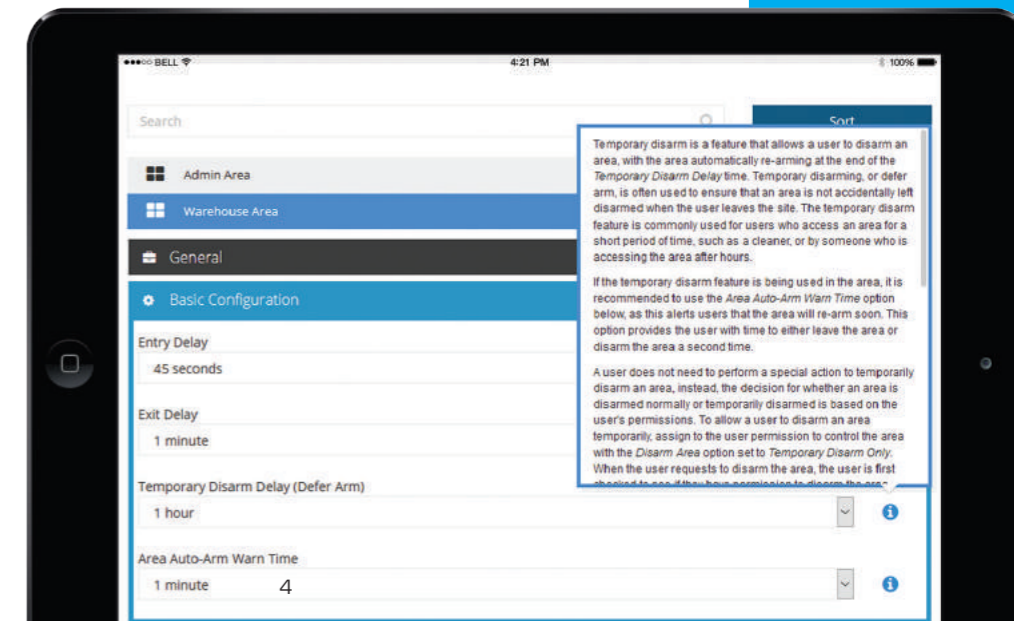 BELL
4:21 PM
100%
Search
Sort
Admin Area
Warehouse Area
General
Basic Configuration
Entry Delay
45 seconds
Exit Delay
1 minute
Temporary Disarm Delay (Defer Arm)
1 hour
Area Auto-Arm Warn Time
1 minute
4
Temporary disarm is a feature that allows a user to disarm an
area, with the area automatically re-arming at the end of the
Temporary Disarm Delay time. Temporary disarming, or defer
arm, is often used to ensure that an area is not accidentally left
disarmed when the user leaves the site. The temporary disarm
feature is commonly used for users who access an area for a
short period of time, such as a cleaner, or by someone who is
accessing the area after hours.
If the temporary disarm feature is being used in the area, it is
recommended to use the Area Auto-Arm Warn Time option
below, as this alerts users that the area will re-arm soon. This
option provides the user with time to either leave the area or
disarm the area a second time.
A user does not need to perform a special action to temporarily
disarm an area, instead, the decision for whether an area is
disarmed normally or temporarily disarmed is based on the
user's permissions. To allow a user to disarm an area
temporarily, assign to the user permission to control the area
with the Disarm Area option set to Temporary Disarm Only.
When the user requests to disarm the area, the user is first
checked to see if they have permission to disarm the area